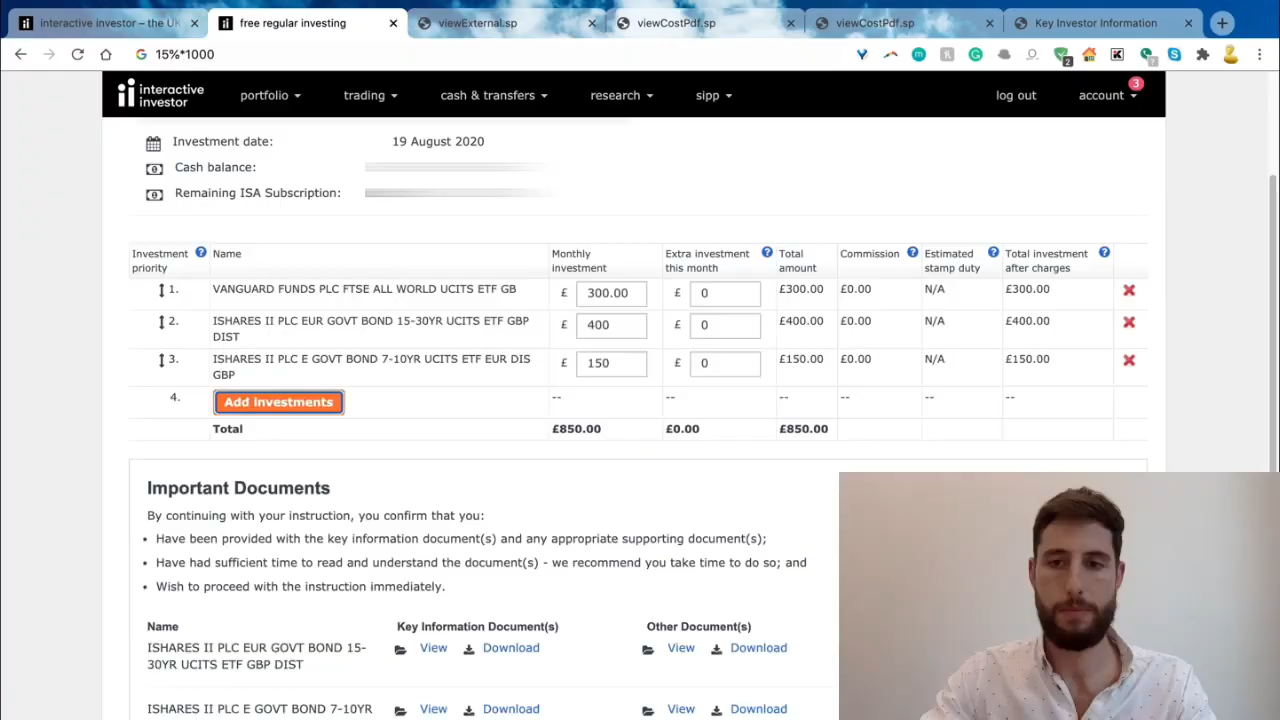 interactive investor – the UK
free regular investing
viewExternal.sp
viewCostPdf.sp
viewCostPdf.sp
Key Investor Information
15%*1000
2
?
interactive
investor
portfolio
trading
cash & transfers
research
sipp
log out
account
3
Investment date:
19 August 2020
Cash balance:
Remaining ISA Subscription:
Investment priority ? Name Monthly investment Extra investment this month ? Total amount Commission ? Estimated stamp duty ? Total investment after charges ?
1. VANGUARD FUNDS PLC FTSE ALL WORLD UCITS ETF GB £ 300.00 £ 0 £300.00 £0.00 N/A £300.00
2. ISHARES II PLC EUR GOVT BOND 15-30YR UCITS ETF GBP DIST £ 400 £ 0 £400.00 £0.00 N/A £400.00
3. ISHARES II PLC E GOVT BOND 7-10YR UCITS ETF EUR DIS GBP £ 150 £ 0 £150.00 £0.00 N/A £150.00
4. Add investments -- -- -- -- -- --
Total £850.00 £0.00 £850.00
Important Documents
By continuing with your instruction, you confirm that you:
• Have been provided with the key information document(s) and any appropriate supporting document(s);
• Have had sufficient time to read and understand the document(s) - we recommend you take time to do so; and
• Wish to proceed with the instruction immediately.
Name Key Information Document(s) Other Document(s)
ISHARES II PLC EUR GOVT BOND 15- View Download View Download
30YR UCITS ETF GBP DIST
ISHARES II PLC E GOVT BOND 7-10YR View Download View Download